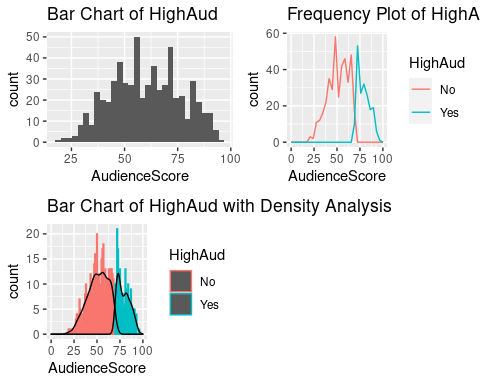 Bar Chart of HighAud
count
50
40
30
20
10
0
25
50
75
100
AudienceScore
Frequency Plot of HighA
count
60
40
20
0
0
25
50
75
100
AudienceScore
HighAud
No
Yes
Bar Chart of HighAud with Density Analysis
count
20
15
10
5
0
0
25
50
75
100
AudienceScore
HighAud
No
Yes